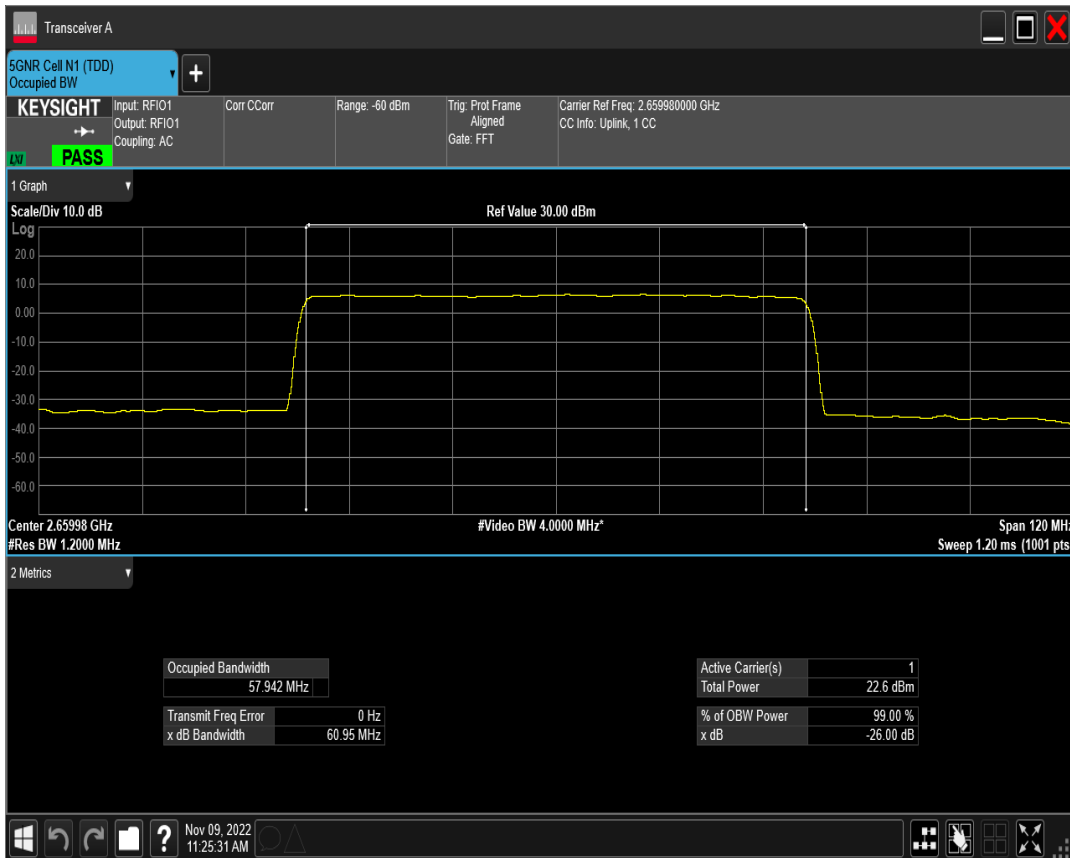 Transceiver A
5GNR Cell N1 (TDD)
Occupied BW
+
KEYSIGHT
LXI
PASS
Input: RFIO1
Output: RFIO1
Coupling: AC
Corr CCorr
Range: -60 dBm
Trig: Prot Frame
Aligned
Gate: FFT
Carrier Ref Freq: 2.659980000 GHz
CC Info: Uplink, 1 CC
1 Graph
Scale/Div 10.0 dB
Ref Value 30.00 dBm
Log
20.0
10.0
0.00
-10.0
-20.0
-30.0
-40.0
-50.0
-60.0
Center 2.65998 GHz
#Video BW 4.0000 MHz*
Span 120 MHz
#Res BW 1.2000 MHz
Sweep 1.20 ms (1001 pts
2 Metrics
Occupied Bandwidth
57.942 MHz
Transmit Freq Error 0 Hz
x dB Bandwidth 60.95 MHz
Active Carrier(s) 1
Total Power 22.6 dBm
% of OBW Power 99.00 %
x dB -26.00 dB
?
Nov 09, 2022
11:25:31 AM